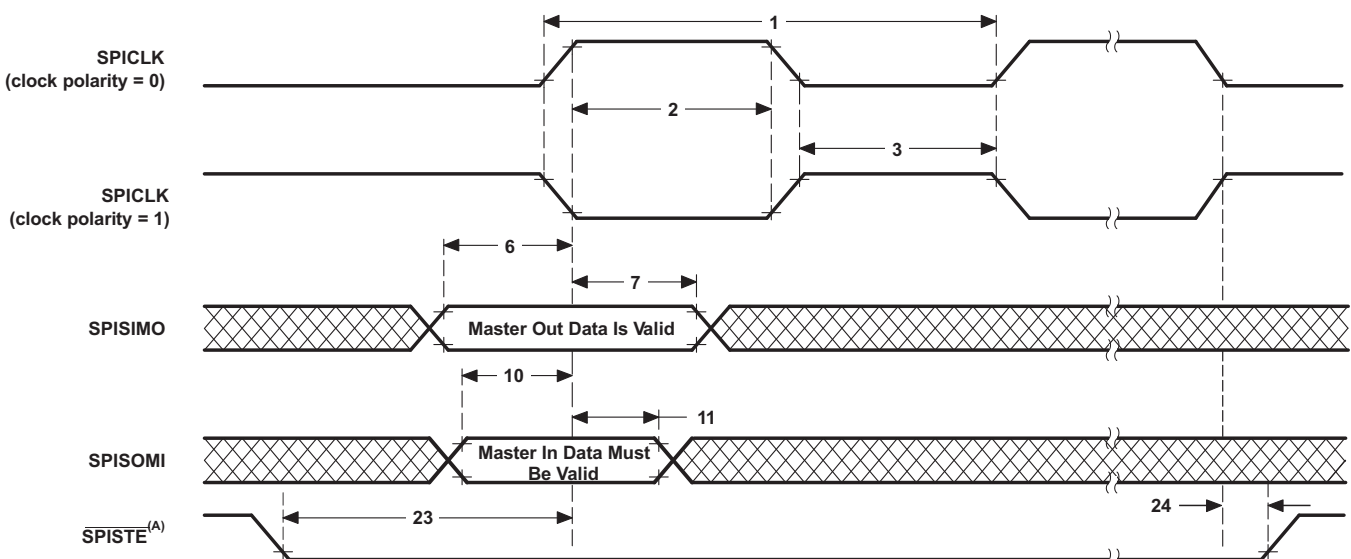 1
SPICLK
(clock polarity = 0)
2
3
SPICLK
(clock polarity = 1)
6
7
SPISIMO
Master Out Data Is Valid
10
11
SPISOMI
Master In Data Must
Be Valid
23
24
SPISTE(A)